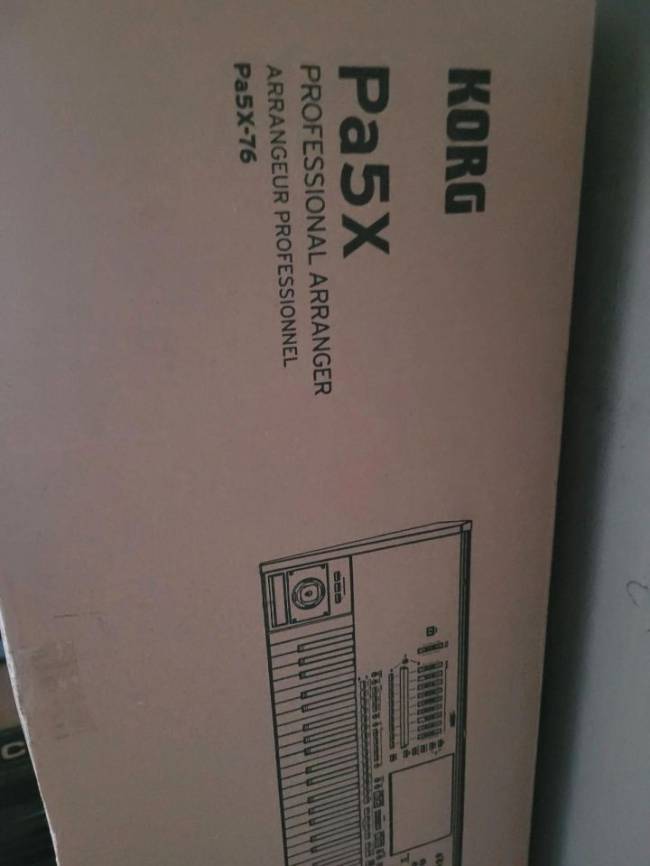 KORG
Pa5X
PROFESSIONAL ARRANGER
ARRANGEUR PROFESSIONNEL
Pa5X-76